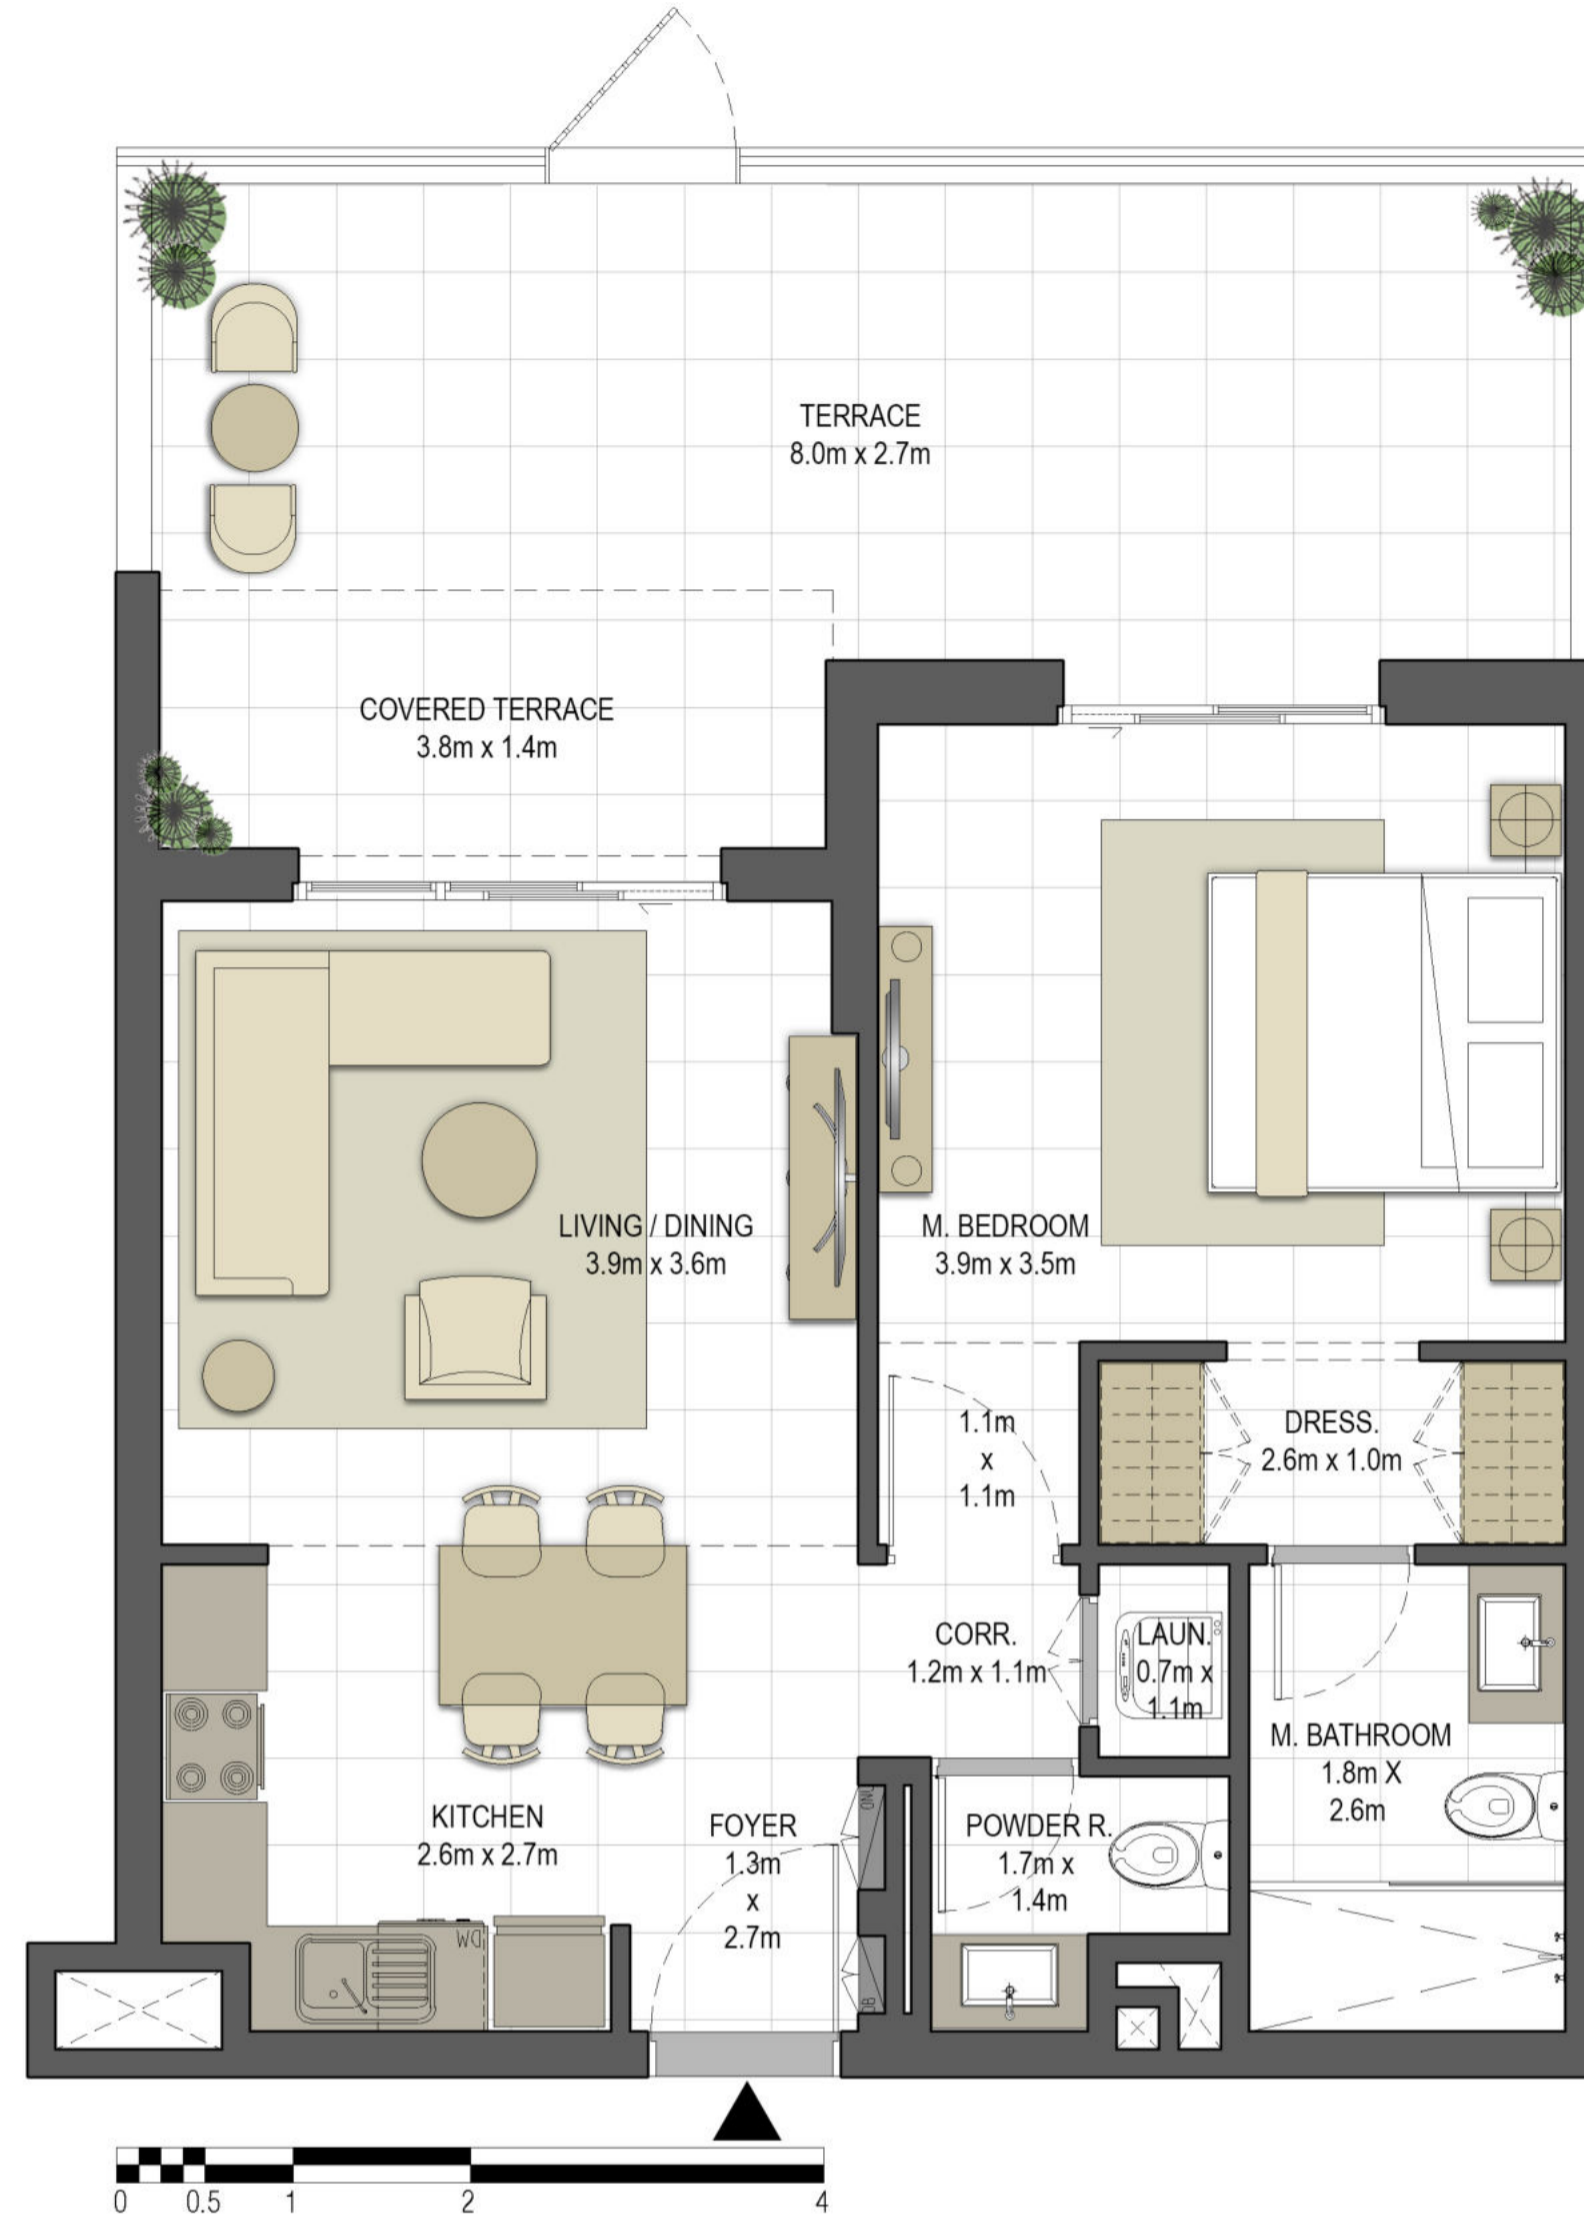 TERRACE
8.0m x 2.7m
COVERED TERRACE
3.8m x 1.4m
LIVING / DINING
3.9m x 3.6m
M. BEDROOM
3.9m x 3.5m
1.1m
x
1.1m
DRESS.
2.6m x 1.0m
CORR.
1.2m x 1.1m
LAUN.
0.7m x
1.1m
M. BATHROOM
1.8m X
2.6m
KITCHEN
2.6m x 2.7m
FOYER
1.3m
x
2.7m
POWDER R.
1.7m x
1.4m
DW
DB
0 0.5 1 2 4